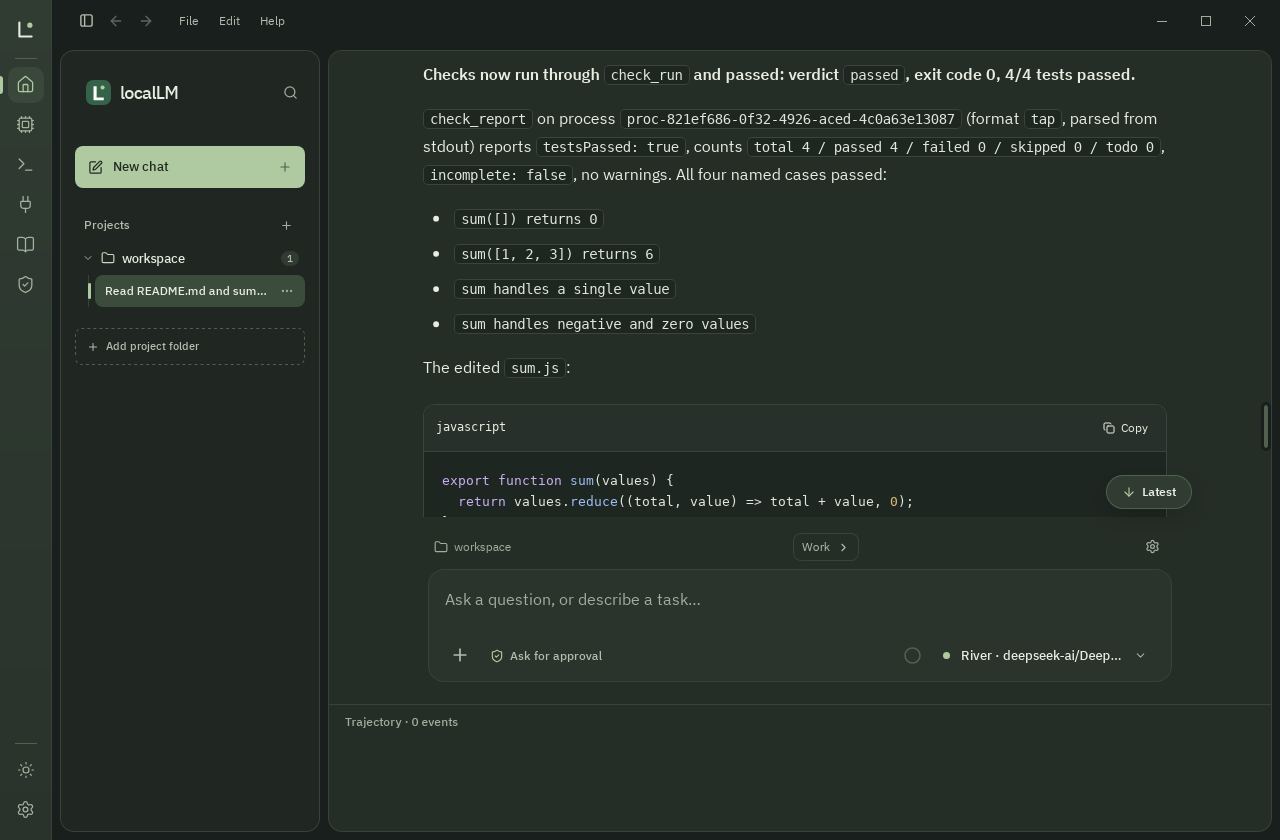 File Edit Help
localLM
New chat
Projects
workspace 1
Read README.md and sum...
Add project folder
Checks now run through check_run and passed: verdict passed, exit code 0, 4/4 tests passed.
check_report on process proc-821ef686-0f32-4926-aced-4c0a63e13087 (format tap, parsed from
stdout) reports testsPassed: true, counts total 4 / passed 4 / failed 0 / skipped 0 / todo 0,
incomplete: false, no warnings. All four named cases passed:
• sum([]) returns 0
• sum([1, 2, 3]) returns 6
• sum handles a single value
• sum handles negative and zero values
The edited sum.js:
javascript Copy
export function sum(values) {
return values.reduce((total, value) => total + value, 0);
Latest
workspace Work
Ask a question, or describe a task...
Ask for approval River · deepseek-ai/Deep...
Trajectory · 0 events